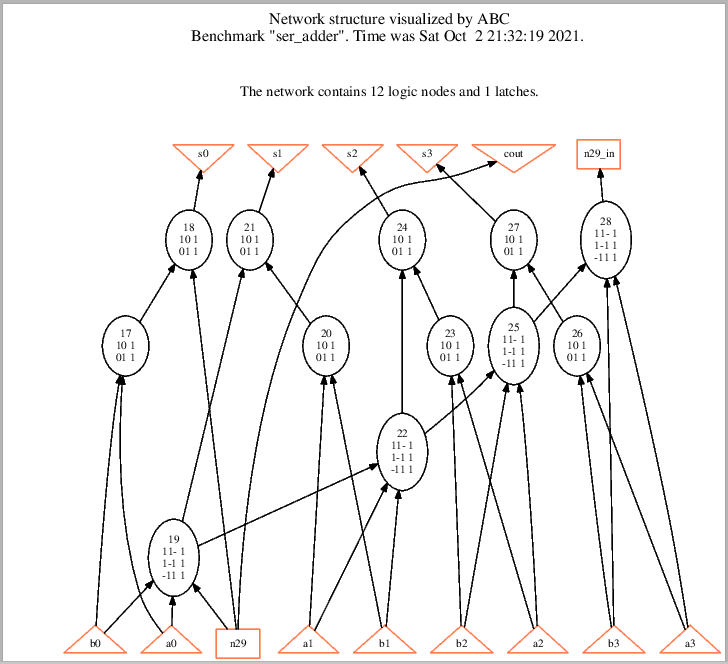 Network structure visualized by ABC
Benchmark "ser_adder". Time was Sat Oct  2 21:32:19 2021.
The network contains 12 logic nodes and 1 latches.
s0
s1
s2
s3
cout
n29_in
18
10 1
01 1
21
10 1
01 1
24
10 1
01 1
27
10 1
01 1
28
11- 1
1-1 1
-11 1
17
10 1
01 1
20
10 1
01 1
23
10 1
01 1
25
11- 1
1-1 1
-11 1
26
10 1
01 1
22
11- 1
1-1 1
-11 1
19
11- 1
1-1 1
-11 1
b0
a0
n29
a1
b1
b2
a2
b3
a3